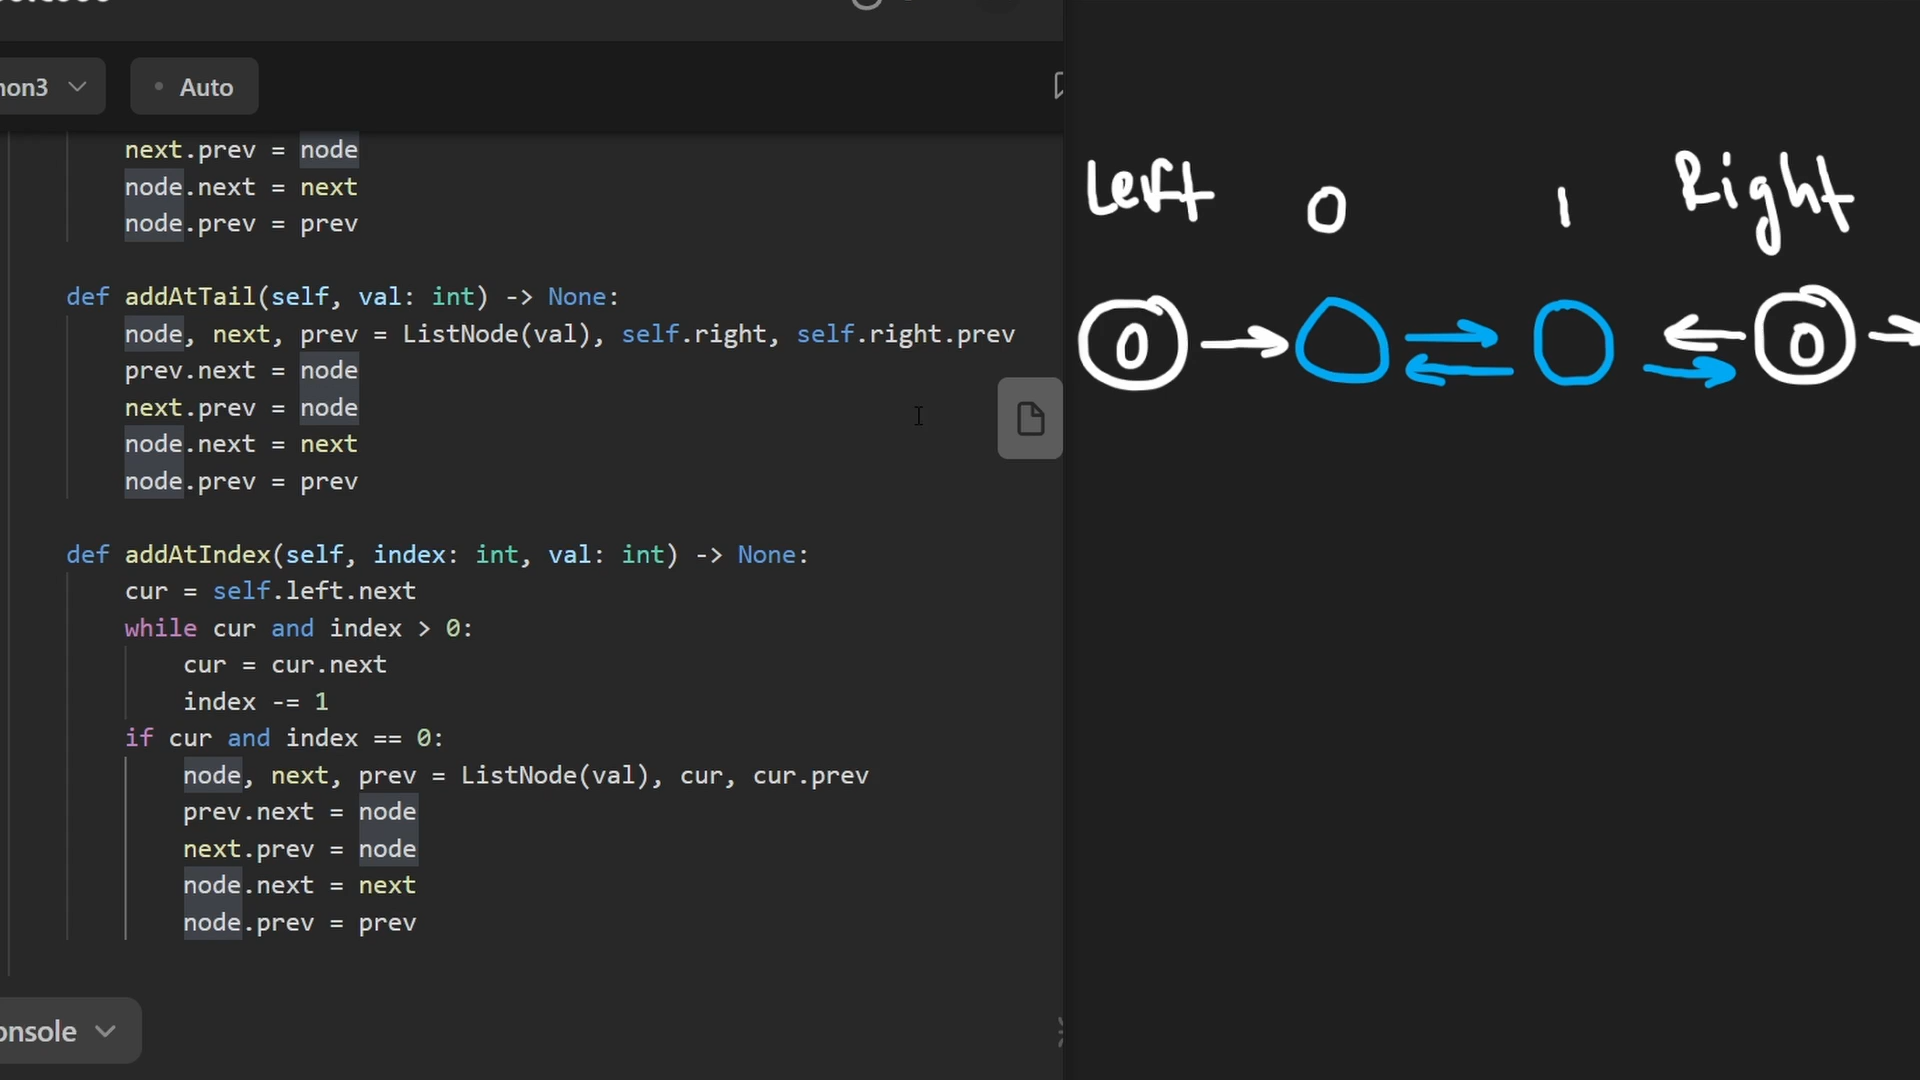 Auto
next.prev = node
node.next = next
node.prev = prev
def addAtTail(self, val: int) -> None:
node, next, prev = ListNode(val), self.right, self.right.prev
prev.next = node
next.prev = node
node.next = next
node.prev = prev
def addAtIndex(self, index: int, val: int) -> None:
cur = self.left.next
while cur and index > 0:
cur = cur.next
index -= 1
if cur and index == 0:
node, next, prev = ListNode(val), cur, cur.prev
prev.next = node
next.prev = node
node.next = next
node.prev = prev
Left 0 1 Right
0 0